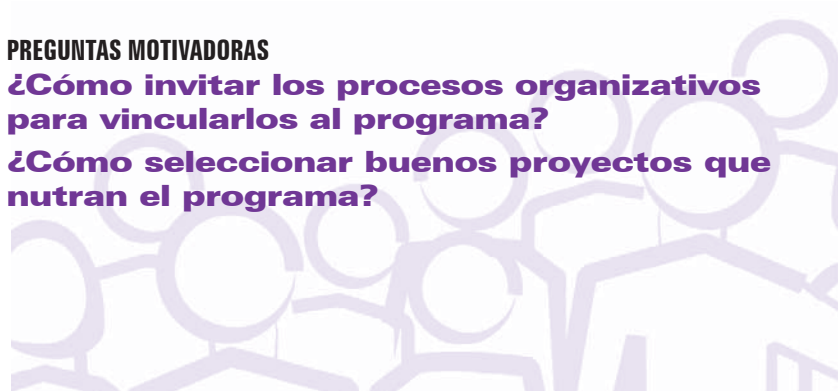 PREGUNTAS MOTIVADORAS
¿Cómo invitar los procesos organizativos
para vincularlos al programa?
¿Cómo seleccionar buenos proyectos que
nutran el programa?